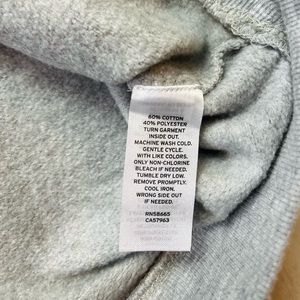 60% COTTON
40% POLYESTER
TURN GARMENT
INSIDE OUT.
MACHINE WASH COLD.
GENTLE CYCLE.
WITH LIKE COLORS.
ONLY NON-CHLORINE
BLEACH IF NEEDED.
TUMBLE DRY LOW.
REMOVE PROMPTLY.
COOL IRON.
WRONG SIDE OUT
IF NEEDED.
RN58665
CA57963